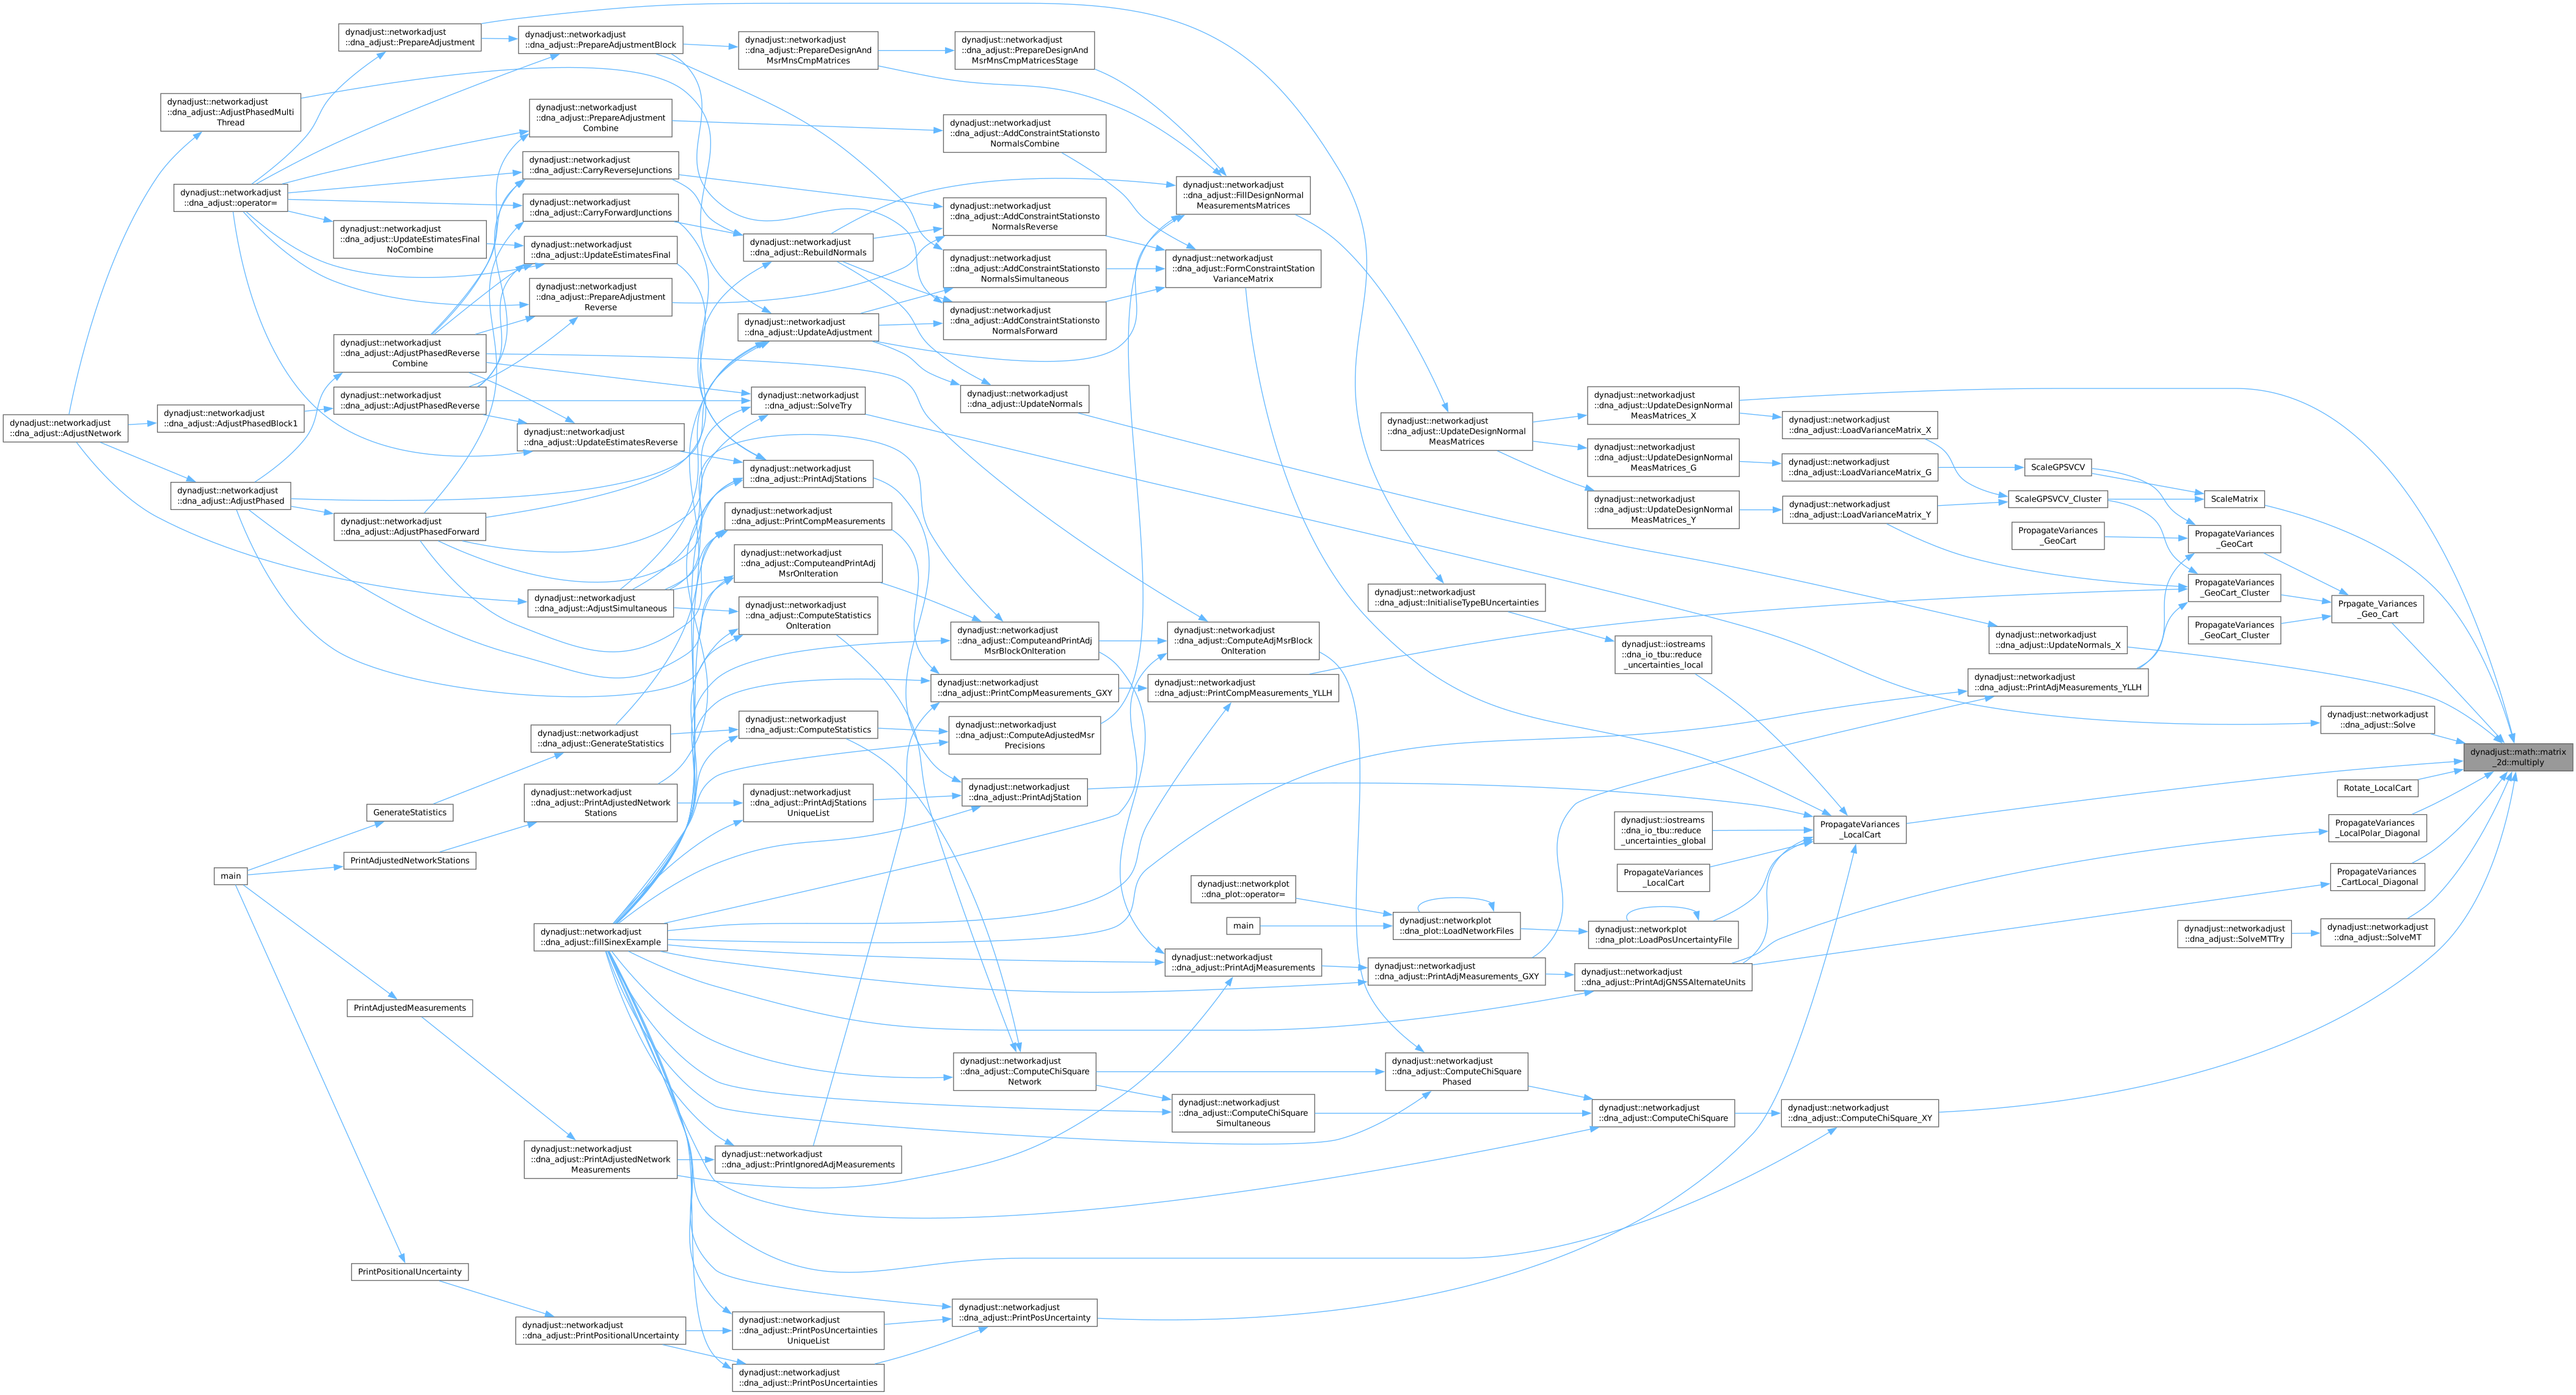 dynadjust::networkadjust
::dna_adjust::PrepareAdjustment
dynadjust::networkadjust
::dna_adjust::PrepareAdjustmentBlock
dynadjust::networkadjust
::dna_adjust::PrepareDesignAnd
MsrMnsCmpMatrices
dynadjust::networkadjust
::dna_adjust::PrepareDesignAnd
MsrMnsCmpMatricesStage
dynadjust::networkadjust
::dna_adjust::AdjustPhasedMulti
Thread
dynadjust::networkadjust
::dna_adjust::PrepareAdjustment
Combine
dynadjust::networkadjust
::dna_adjust::AddConstraintStationsto
NormalsCombine
dynadjust::networkadjust
::dna_adjust::CarryReverseJunctions
dynadjust::networkadjust
::dna_adjust::operator=
dynadjust::networkadjust
::dna_adjust::FillDesignNormal
MeasurementsMatrices
dynadjust::networkadjust
::dna_adjust::CarryForwardJunctions
dynadjust::networkadjust
::dna_adjust::AddConstraintStationsto
NormalsReverse
dynadjust::networkadjust
::dna_adjust::UpdateEstimatesFinal
NoCombine
dynadjust::networkadjust
::dna_adjust::UpdateEstimatesFinal
dynadjust::networkadjust
::dna_adjust::RebuildNormals
dynadjust::networkadjust
::dna_adjust::AddConstraintStationsto
NormalsSimultaneous
dynadjust::networkadjust
::dna_adjust::FormConstraintStation
VarianceMatrix
dynadjust::networkadjust
::dna_adjust::PrepareAdjustment
Reverse
dynadjust::networkadjust
::dna_adjust::AddConstraintStationsto
NormalsForward
dynadjust::networkadjust
::dna_adjust::UpdateAdjustment
dynadjust::networkadjust
::dna_adjust::AdjustPhasedReverse
Combine
dynadjust::networkadjust
::dna_adjust::AdjustPhasedReverse
dynadjust::networkadjust
::dna_adjust::SolveTry
dynadjust::networkadjust
::dna_adjust::UpdateNormals
dynadjust::networkadjust
::dna_adjust::UpdateDesignNormal
MeasMatrices_X
dynadjust::networkadjust
::dna_adjust::AdjustNetwork
dynadjust::networkadjust
::dna_adjust::AdjustPhasedBlock1
dynadjust::networkadjust
::dna_adjust::UpdateEstimatesReverse
dynadjust::networkadjust
::dna_adjust::UpdateDesignNormal
MeasMatrices
dynadjust::networkadjust
::dna_adjust::LoadVarianceMatrix_X
dynadjust::networkadjust
::dna_adjust::UpdateDesignNormal
MeasMatrices_G
dynadjust::networkadjust
::dna_adjust::LoadVarianceMatrix_G
ScaleGPSVCV
dynadjust::networkadjust
::dna_adjust::PrintAdjStations
dynadjust::networkadjust
::dna_adjust::AdjustPhased
dynadjust::networkadjust
::dna_adjust::UpdateDesignNormal
MeasMatrices_Y
dynadjust::networkadjust
::dna_adjust::LoadVarianceMatrix_Y
ScaleGPSVCV_Cluster
ScaleMatrix
dynadjust::networkadjust
::dna_adjust::AdjustPhasedForward
dynadjust::networkadjust
::dna_adjust::PrintCompMeasurements
PropagateVariances
_GeoCart
PropagateVariances
_GeoCart
dynadjust::networkadjust
::dna_adjust::ComputeandPrintAdj
MsrOnIteration
dynadjust::networkadjust
::dna_adjust::AdjustSimultaneous
dynadjust::networkadjust
::dna_adjust::ComputeStatistics
OnIteration
dynadjust::networkadjust
::dna_adjust::InitialiseTypeBUncertainties
PropagateVariances
_GeoCart_Cluster
Prpagate_Variances
_Geo_Cart
PropagateVariances
_GeoCart_Cluster
dynadjust::networkadjust
::dna_adjust::ComputeandPrintAdj
MsrBlockOnIteration
dynadjust::networkadjust
::dna_adjust::ComputeAdjMsrBlock
OnIteration
dynadjust::iostreams
::dna_io_tbu::reduce
_uncertainties_local
dynadjust::networkadjust
::dna_adjust::UpdateNormals_X
dynadjust::networkadjust
::dna_adjust::PrintCompMeasurements_GXY
dynadjust::networkadjust
::dna_adjust::PrintCompMeasurements_YLLH
dynadjust::networkadjust
::dna_adjust::PrintAdjMeasurements_YLLH
dynadjust::networkadjust
::dna_adjust::Solve
dynadjust::networkadjust
::dna_adjust::GenerateStatistics
dynadjust::networkadjust
::dna_adjust::ComputeStatistics
dynadjust::networkadjust
::dna_adjust::ComputeAdjustedMsr
Precisions
dynadjust::math::matrix
_2d::multiply
Rotate_LocalCart
dynadjust::networkadjust
::dna_adjust::PrintAdjustedNetwork
Stations
dynadjust::networkadjust
::dna_adjust::PrintAdjStations
UniqueList
dynadjust::networkadjust
::dna_adjust::PrintAdjStation
GenerateStatistics
dynadjust::iostreams
::dna_io_tbu::reduce
_uncertainties_global
PropagateVariances
_LocalCart
PropagateVariances
_LocalPolar_Diagonal
PrintAdjustedNetworkStations
main
PropagateVariances
_LocalCart
PropagateVariances
_CartLocal_Diagonal
dynadjust::networkplot
::dna_plot::operator=
main
dynadjust::networkplot
::dna_plot::LoadNetworkFiles
dynadjust::networkplot
::dna_plot::LoadPosUncertaintyFile
dynadjust::networkadjust
::dna_adjust::SolveMTTry
dynadjust::networkadjust
::dna_adjust::SolveMT
dynadjust::networkadjust
::dna_adjust::fillSinexExample
dynadjust::networkadjust
::dna_adjust::PrintAdjMeasurements
dynadjust::networkadjust
::dna_adjust::PrintAdjMeasurements_GXY
dynadjust::networkadjust
::dna_adjust::PrintAdjGNSSAlternateUnits
PrintAdjustedMeasurements
dynadjust::networkadjust
::dna_adjust::ComputeChiSquare
Network
dynadjust::networkadjust
::dna_adjust::ComputeChiSquare
Phased
dynadjust::networkadjust
::dna_adjust::ComputeChiSquare
Simultaneous
dynadjust::networkadjust
::dna_adjust::ComputeChiSquare
dynadjust::networkadjust
::dna_adjust::ComputeChiSquare_XY
dynadjust::networkadjust
::dna_adjust::PrintAdjustedNetwork
Measurements
dynadjust::networkadjust
::dna_adjust::PrintIgnoredAdjMeasurements
PrintPositionalUncertainty
dynadjust::networkadjust
::dna_adjust::PrintPositionalUncertainty
dynadjust::networkadjust
::dna_adjust::PrintPosUncertainties
UniqueList
dynadjust::networkadjust
::dna_adjust::PrintPosUncertainty
dynadjust::networkadjust
::dna_adjust::PrintPosUncertainties